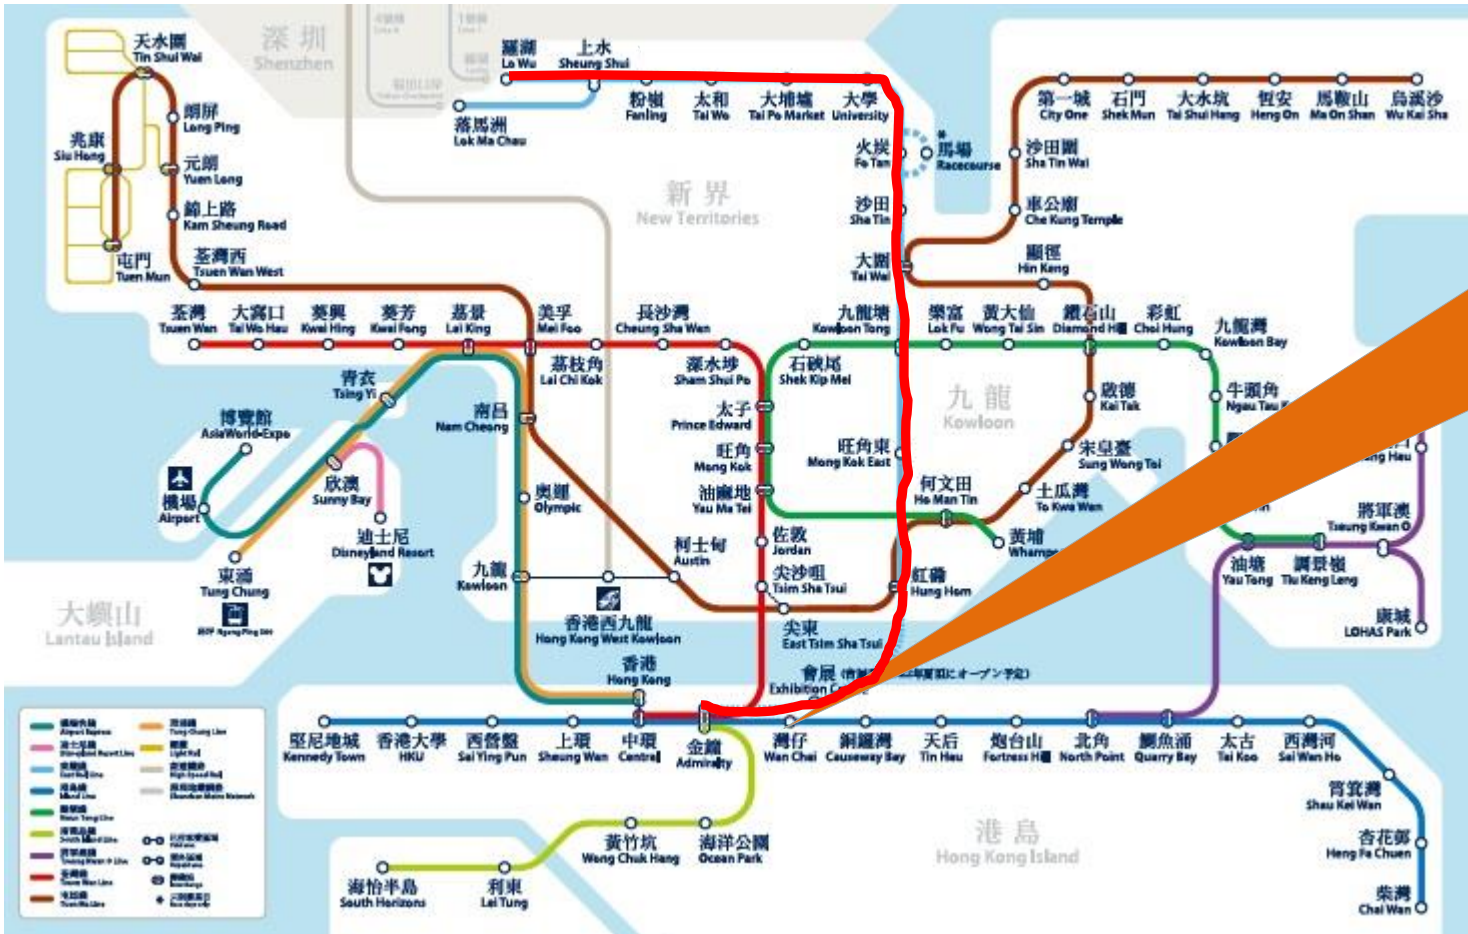 天水圍
Tin Shui Wai
朗屏
Long Ping
兆康
Siu Hong
元朗
Yuen Long
錦上路
Kam Sheung Road
屯門
Tuen Mun
荃灣西
Tsuen Wan West
深圳
Shenzhen
羅湖
Lo Wu
上水
Sheung Shui
落馬洲
Lok Ma Chau
粉嶺
Fanling
太和
Tai Wo
大埔墟
Tai Po Market
大學
University
火炭
Fo Tan
馬場
Racecourse
沙田
Sha Tin
大圍
Tai Wai
新界
New Territories
第一城
City One
石門
Shek Mun
大水坑
Tai Shui Hang
恆安
Heng On
馬鞍山
Ma On Shan
烏溪沙
Wu Kai Sha
沙田圍
Sha Tin Wai
車公廟
Che Kung Temple
顯徑
Hin Keng
荃灣
Tsuen Wan
大窩口
Tai Wo Hau
葵興
Kwai Hing
葵芳
Kwai Fong
荔景
Lai King
美孚
Mei Foo
荔枝角
Lai Chi Kok
長沙灣
Cheung Sha Wan
深水埗
Sham Shui Po
九龍塘
Kowloon Tong
石硤尾
Shek Kip Mei
樂富
Lok Fu
黃大仙
Wong Tai Sin
鑽石山
Diamond Hill
彩虹
Choi Hung
九龍灣
Kowloon Bay
牛頭角
Ngau Tau K
青衣
Tsing Yi
博覽館
AsiaWorld-Expo
機場
Airport
欣澳
Sunny Bay
迪士尼
Disneyland Resort
東涌
Tung Chung
大嶼山
Lantau Island
南昌
Nam Cheong
奧運
Olympic
九龍
Kowloon
太子
Prince Edward
旺角
Mong Kok
油麻地
Yau Ma Tei
佐敦
Jordan
尖沙咀
Tsim Sha Tsui
尖東
East Tsim Sha Tsui
柯士甸
Austin
香港西九龍
Hong Kong West Kowloon
香港
Hong Kong
旺角東
Mong Kok East
九龍
Kowloon
何文田
Ho Man Tin
黃埔
Whampo
紅磡
Hung Hom
啟德
Kai Tak
宋皇臺
Sung Wong Toi
土瓜灣
To Kwa Wan
將軍澳
Tseung Kwan O
油塘
Yau Tong
調景嶺
Tiu Keng Leng
康城
LOHAS Park
會展
Exhibition C
年夏頃にオープン予定)
堅尼地城
Kennedy Town
香港大學
HKU
西營盤
Sai Ying Pun
上環
Sheung Wan
中環
Central
金鐘
Admiralty
灣仔
Wan Chai
銅鑼灣
Causeway Bay
天后
Tin Hau
炮台山
Fortress Hill
北角
North Point
鰂魚涌
Quarry Bay
太古
Tai Koo
西灣河
Sai Wan Ho
筲箕灣
Shau Kei Wan
杏花邨
Heng Fa Chuen
柴灣
Chai Wan
黃竹坑
Wong Chuk Hang
海洋公園
Ocean Park
海怡半島
South Horizons
利東
Lei Tung
港島
Hong Kong Island